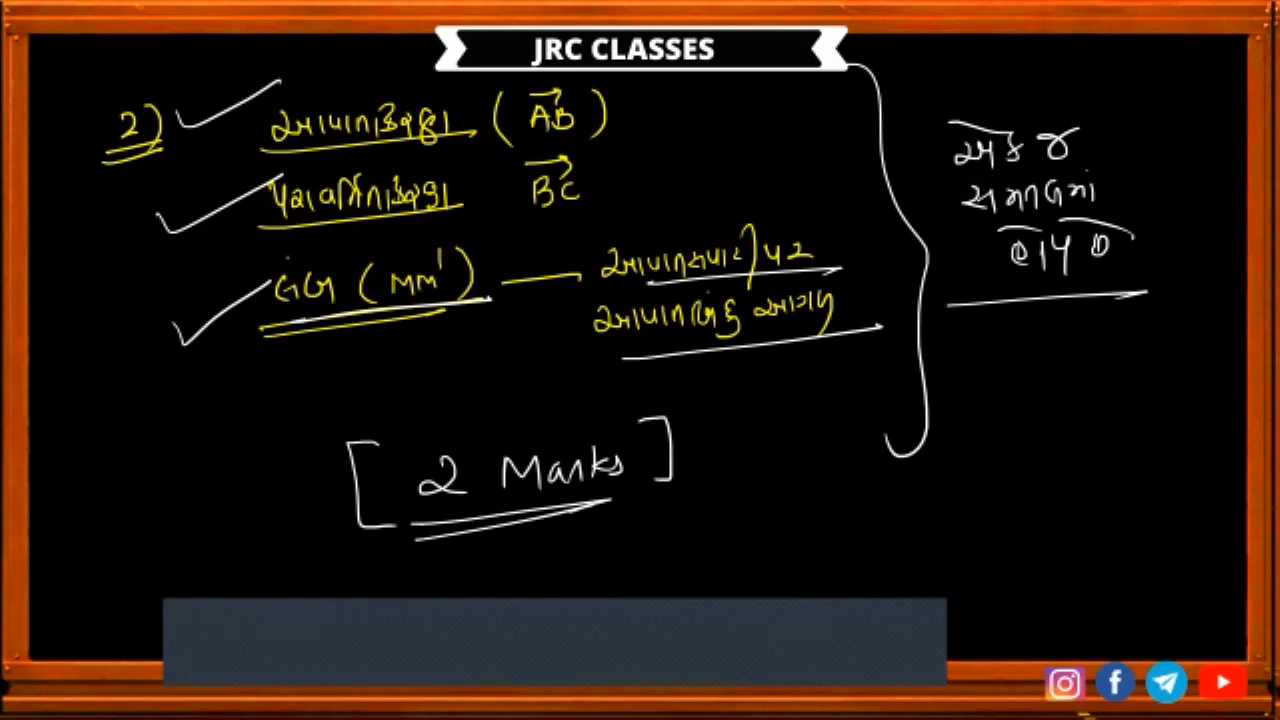 JRC CLASSES
2) આપાતકિરણ (AB)
પરાવર્તિતકિરણ BC
લંબ (MM') — આપાતસપાટી પર
આપાતબિંદુ આગળ
એક જ
સમતલમાં
હોય છે
[2 Marks]